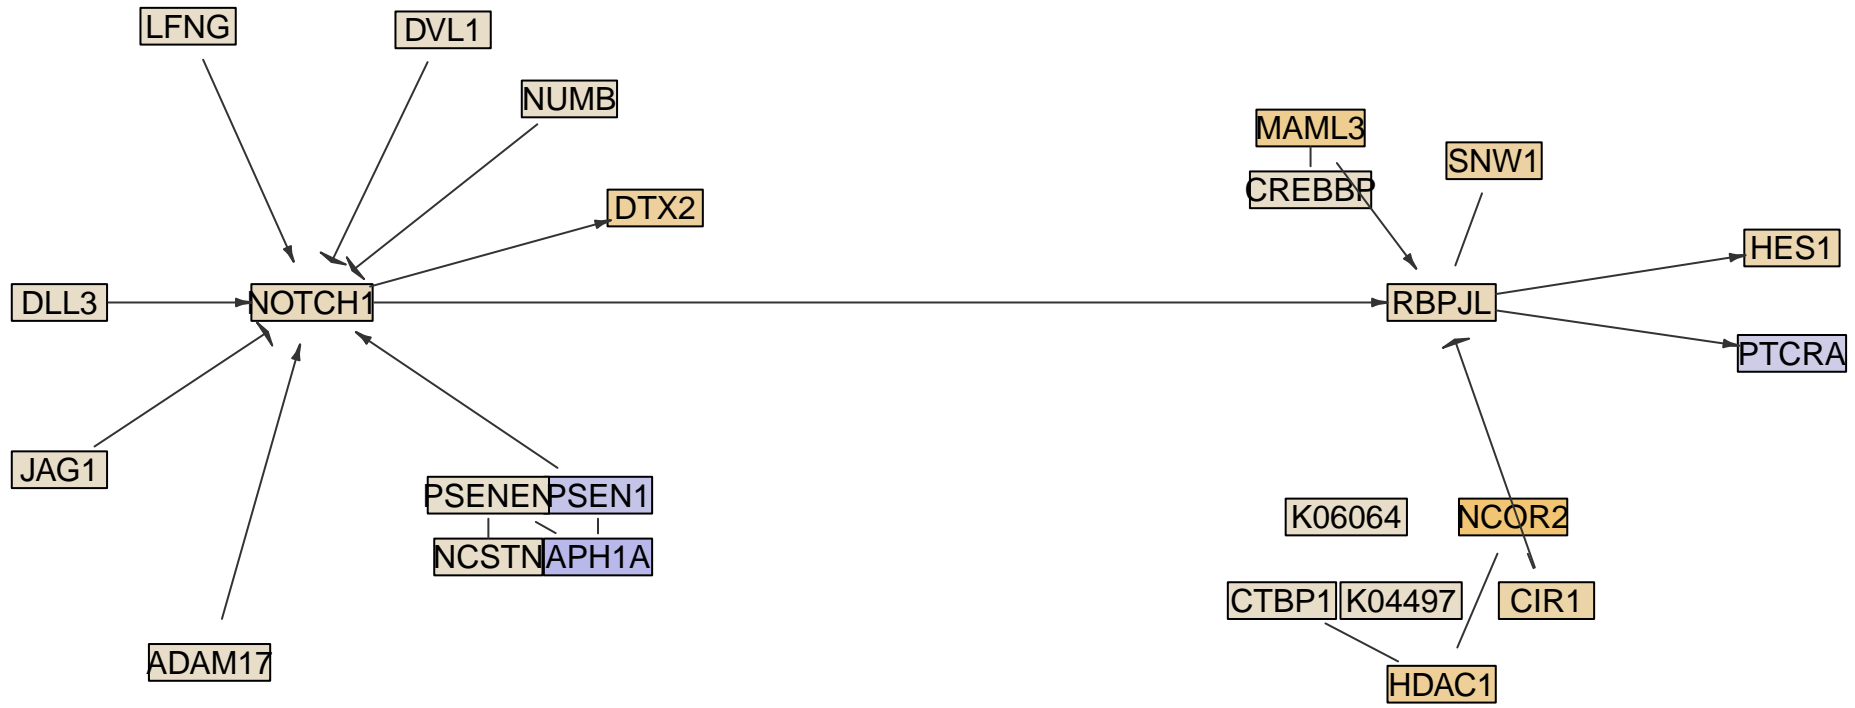 LFNG
DVL1
NUMB
MAML3
SNW1
CREBBP
DTX2
HES1
DLL3
NOTCH1
RBPJL
PTCRA
JAG1
PSENEN
PSEN1
K06064
NCOR2
NCSTN
APH1A
CTBP1
K04497
CIR1
ADAM17
HDAC1